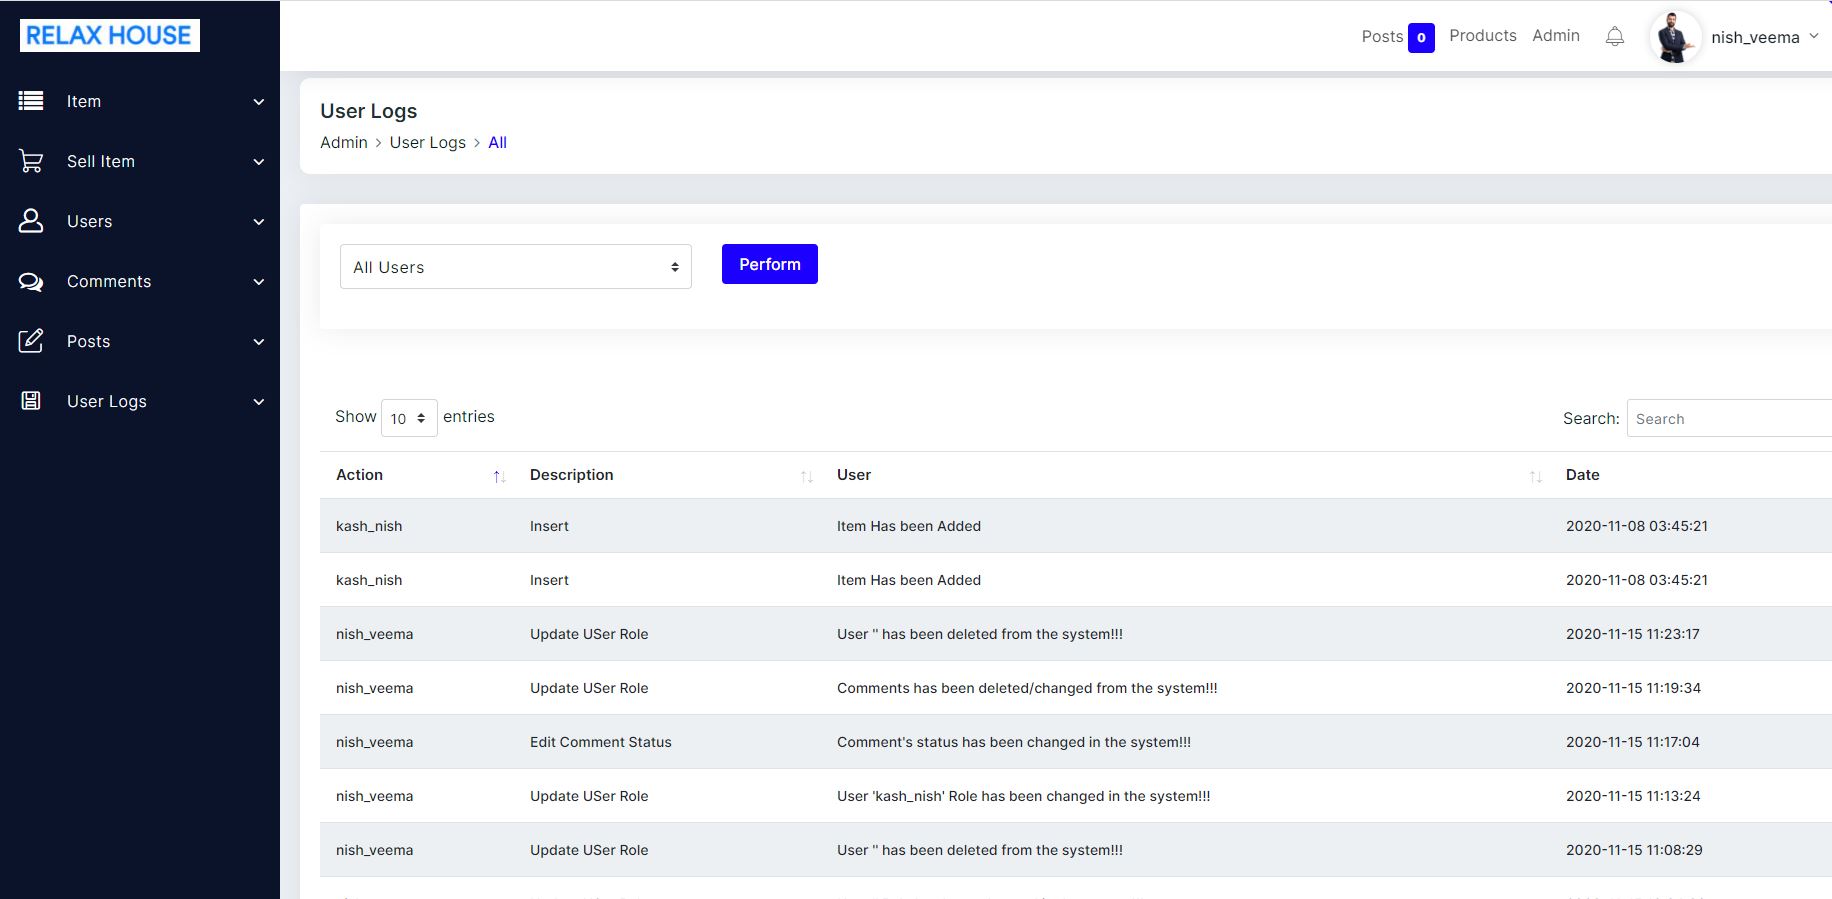 RELAX HOUSE
Posts 0 Products Admin nish_veema
Item
Sell Item
Users
Comments
Posts
User Logs
User Logs
Admin > User Logs > All
All Users Perform
Show 10 entries Search: Search
Action Description User Date
kash_nish Insert Item Has been Added 2020-11-08 03:45:21
kash_nish Insert Item Has been Added 2020-11-08 03:45:21
nish_veema Update USer Role User '' has been deleted from the system!!! 2020-11-15 11:23:17
nish_veema Update USer Role Comments has been deleted/changed from the system!!! 2020-11-15 11:19:34
nish_veema Edit Comment Status Comment's status has been changed in the system!!! 2020-11-15 11:17:04
nish_veema Update USer Role User 'kash_nish' Role has been changed in the system!!! 2020-11-15 11:13:24
nish_veema Update USer Role User '' has been deleted from the system!!! 2020-11-15 11:08:29